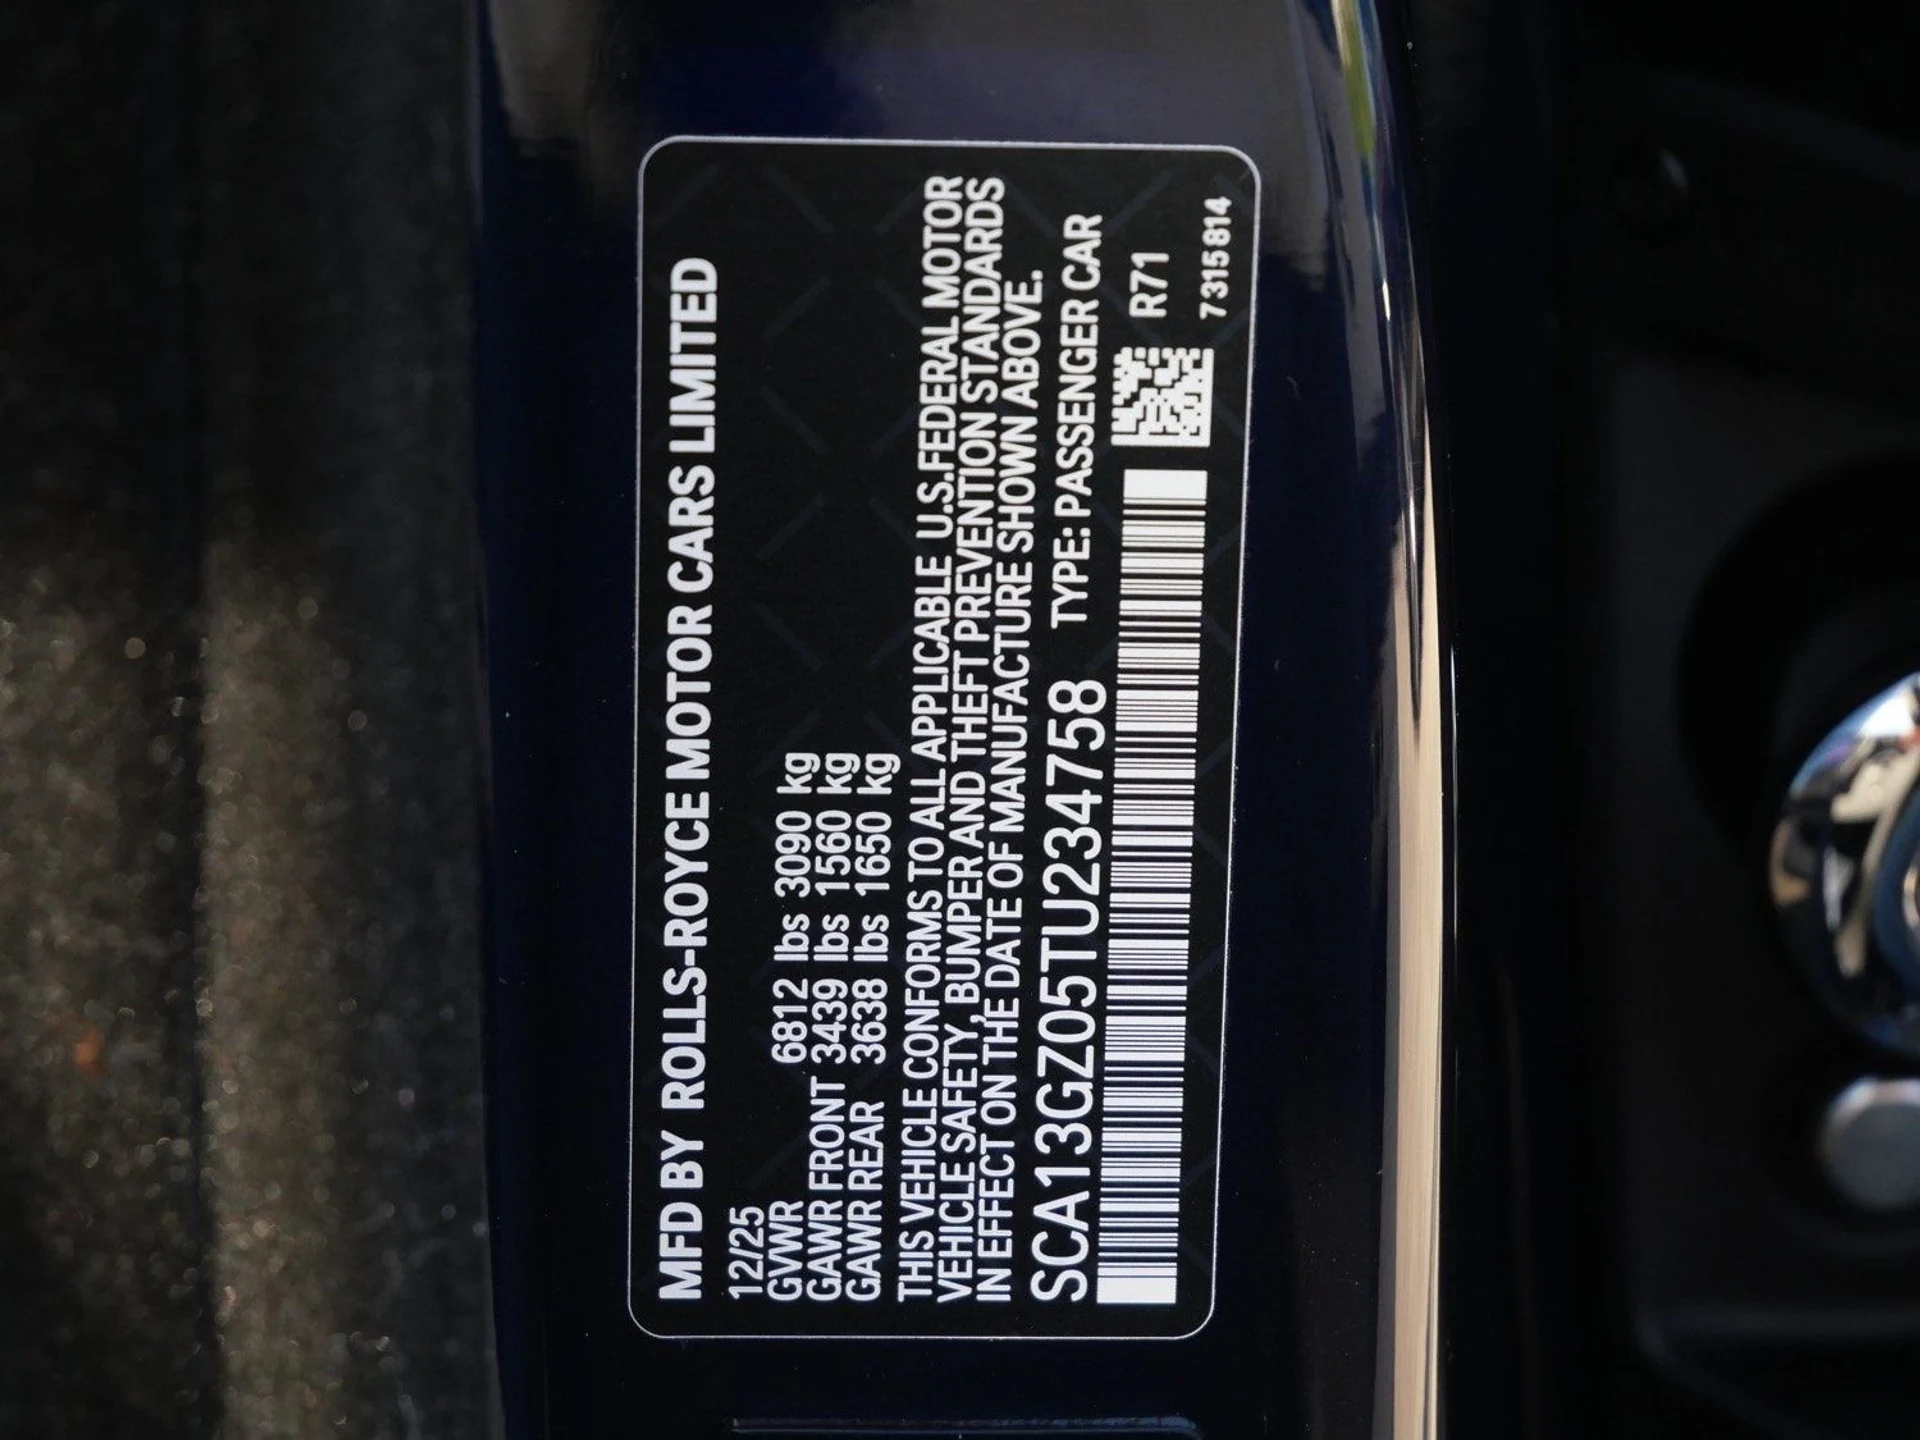 MFD BY ROLLS-ROYCE MOTOR CARS LIMITED
12/25
GVWR 6812 lbs 3090 kg
GAWR FRONT 3439 lbs 1560 kg
GAWR REAR 3638 lbs 1650 kg
THIS VEHICLE CONFORMS TO ALL APPLICABLE U.S.FEDERAL MOTOR
VEHICLE SAFETY, BUMPER AND THEFT PREVENTION STANDARDS
IN EFFECT ON THE DATE OF MANUFACTURE SHOWN ABOVE.
SCA13GZ05TU234758 TYPE: PASSENGER CAR
R71
7315814